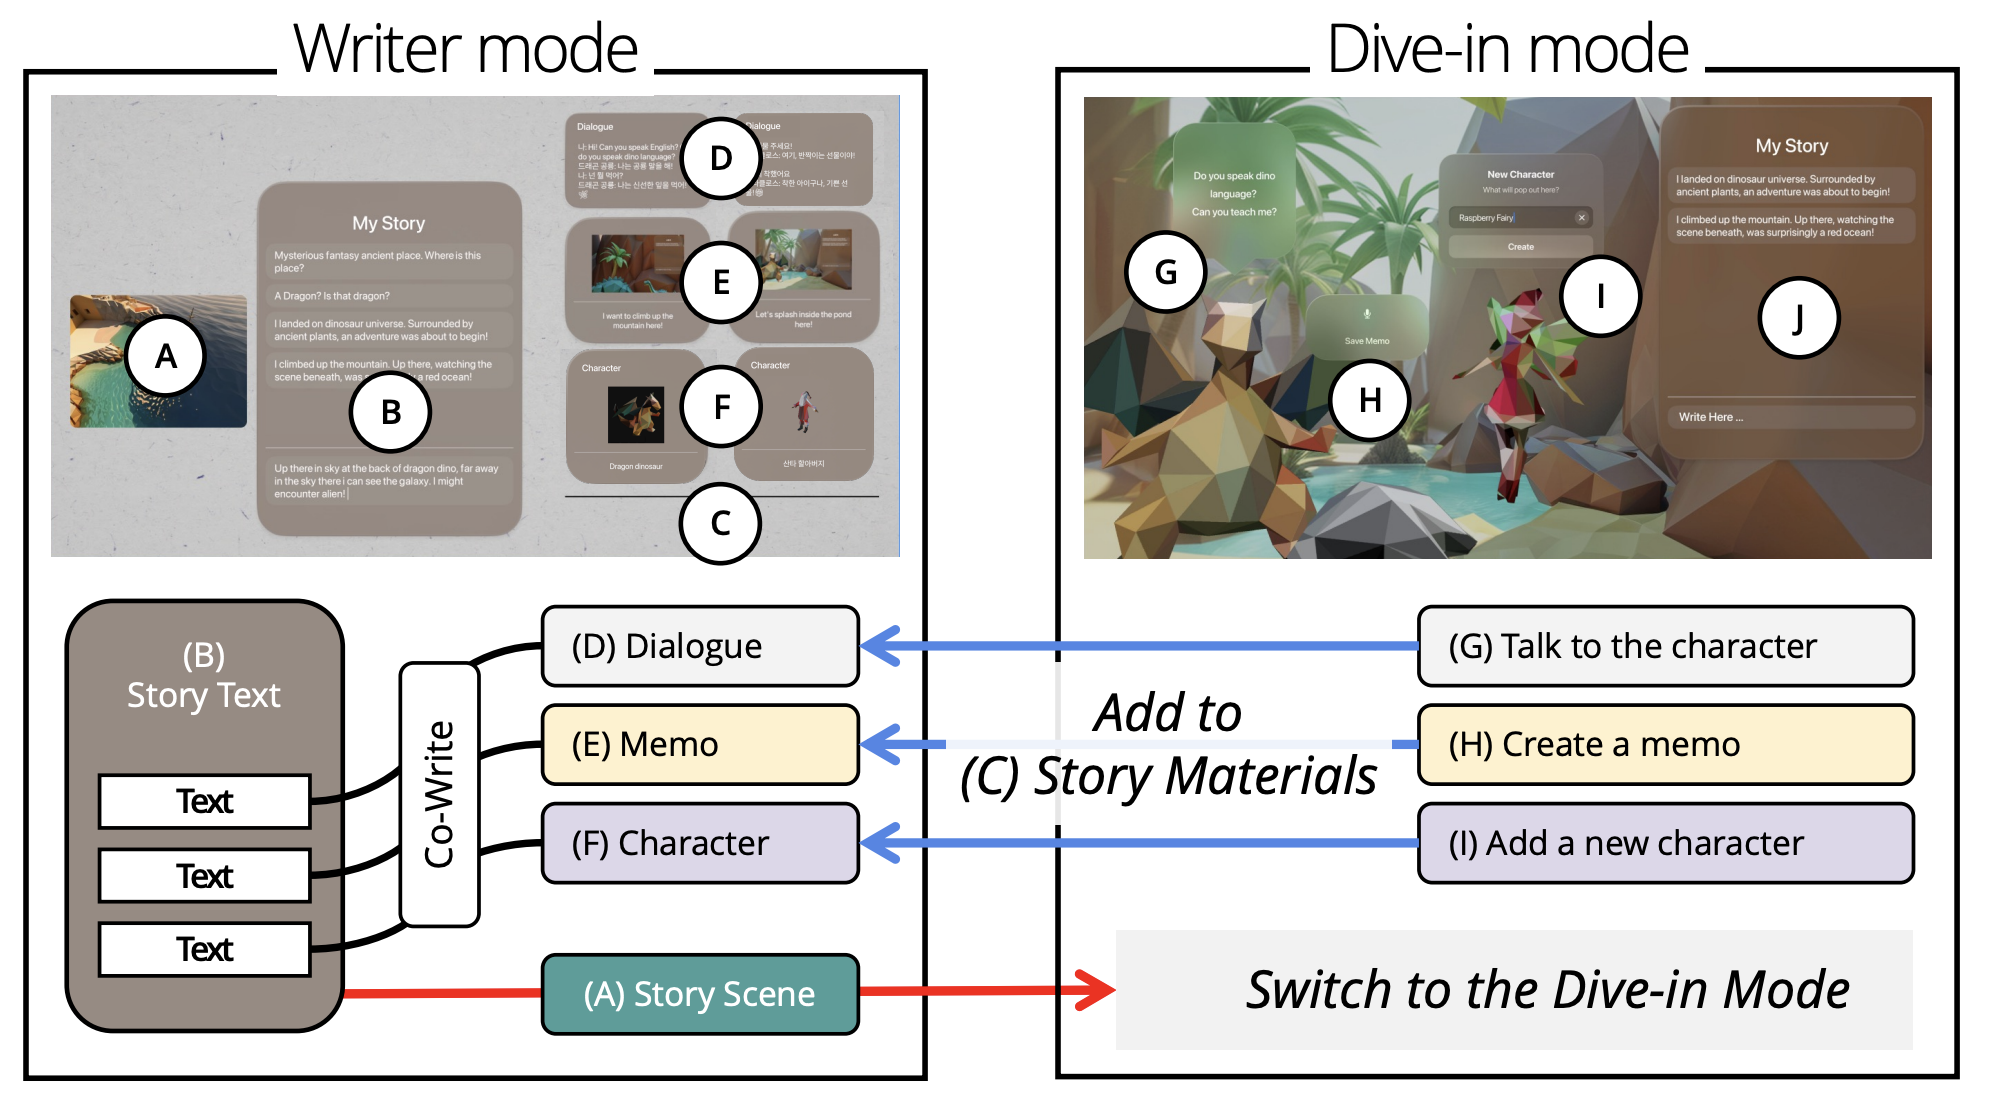 Writer mode
Dialogue
나: Hi! Can you speak English?
do you speak dino language?
드래곤 공룡: 나는 공룡 말을 해!
나: 넌 뭘 먹어?
드래곤 공룡: 나는 신선한 잎을 먹어!
D
Dialogue
주세요!
로스: 여기, 반짝이는 선물이야!
착했어요
클로스: 착한 아이구나, 기쁜 선
My Story
Mysterious fantasy ancient place. Where is this
place?
A Dragon? Is that dragon?
I landed on dinosaur universe. Surrounded by
ancient plants, an adventure was about to begin!
I climbed up the mountain. Up there, watching the
scene beneath, was a red ocean!
Up there in sky at the back of dragon dino, far away
in the sky there i can see the galaxy. I might
encounter alien!
A
B
E
I want to climb up the
mountain here!
Let's splash inside the pond
here!
Character
Dragon dinosaur
F
Character
산타 할아버지
C
(B)
Story Text
Text
Text
Text
Co-Write
(D) Dialogue
(E) Memo
(F) Character
(A) Story Scene
Add to
(C) Story Materials
Dive-in mode
Do you speak dino
language?
Can you teach me?
G
Save Memo
H
New Character
What will pop out here?
Raspberry Fairy
Create
I
My Story
I landed on dinosaur universe. Surrounded by
ancient plants, an adventure was about to begin!
I climbed up the mountain. Up there, watching the
scene beneath, was surprisingly a red ocean!
J
Write Here ...
(G) Talk to the character
(H) Create a memo
(I) Add a new character
Switch to the Dive-in Mode